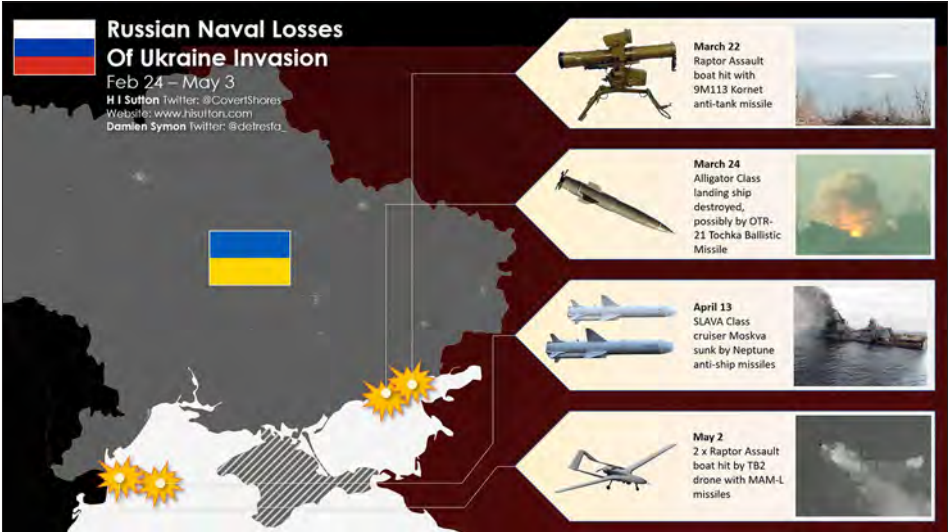 Russian Naval Losses
Of Ukraine Invasion
Feb 24 – May 3
H I Sutton Twitter: @CovertShores
Website: www.hisutton.com
Damien Symon Twitter: @detresfa_
March 22
Raptor Assault
boat hit with
9M113 Kornet
anti-tank missile
March 24
Alligator Class
landing ship
destroyed,
possibly by OTR-
21 Tochka Ballistic
Missile
April 13
SLAVA Class
cruiser Moskva
sunk by Neptune
anti-ship missiles
May 2
2 x Raptor Assault
boat hit by TB2
drone with MAM-L
missiles